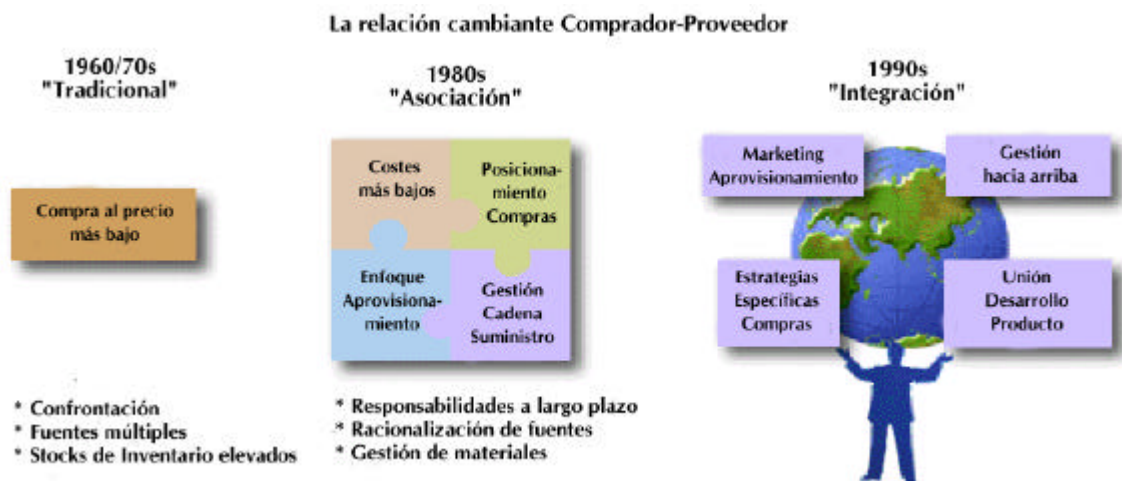 La relación cambiante Comprador-Proveedor
1960/70s
"Tradicional"
Compra al precio
más bajo
* Confrontación
* Fuentes múltiples
* Stocks de Inventario elevados
1980s
"Asociación"
Costes
más bajos
Posiciona-
miento
Compras
Enfoque
Aprovisiona-
miento
Gestión
Cadena
Suministro
* Responsabilidades a largo plazo
* Racionalización de fuentes
* Gestión de materiales
1990s
"Integración"
Marketing
Aprovisionamiento
Gestión
hacia arriba
Estrategias
Específicas
Compras
Unión
Desarrollo
Producto